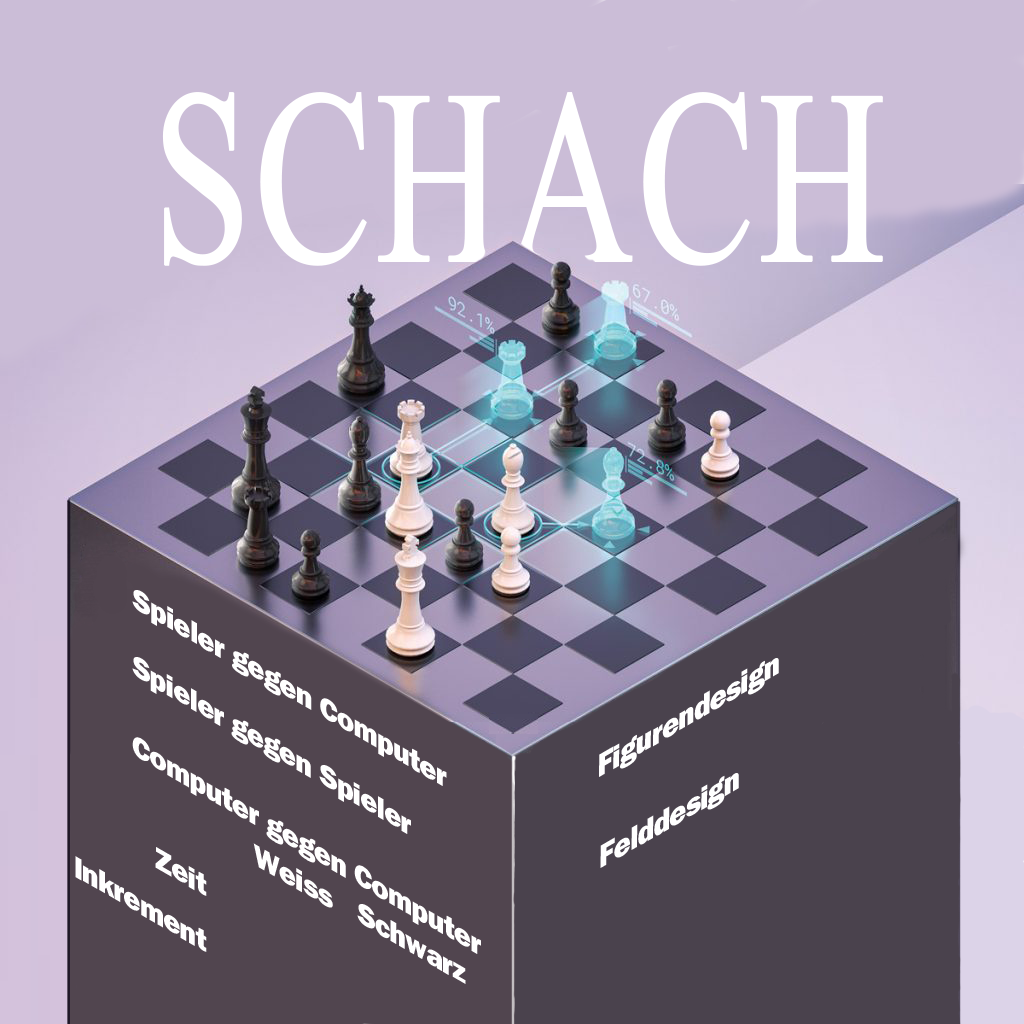 SCHACH
92.1%
67.0%
72.8%
Spieler gegen Computer
Spieler gegen Spieler
Computer gegen Computer
Zeit
Weiss
Inkrement
Schwarz
Figurendesign
Felddesign